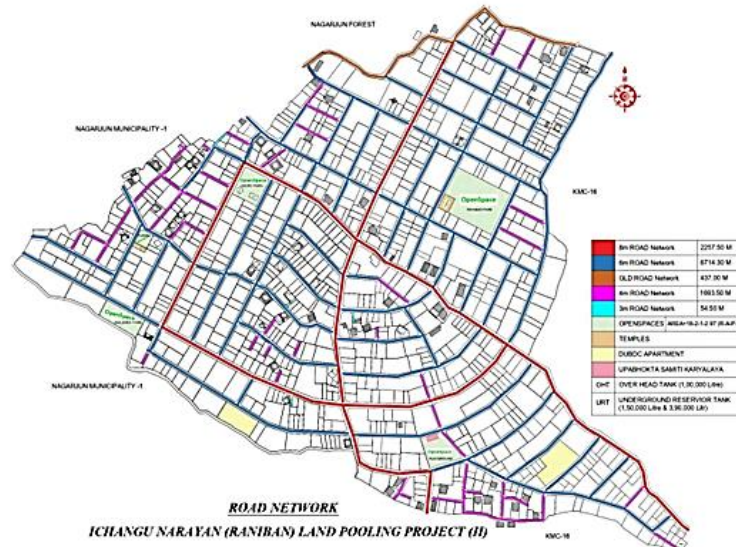 NAGARJUN FOREST
NAGARJUN MUNICIPALITY -1
KMC-16
OpenSpace
OpenSpace
OpenSpace
OpenSpace
8m ROAD Network 2257.50 M
6m ROAD Network 6714.30 M
OLD ROAD Network 437.00 M
4m ROAD Network 1693.50 M
3m ROAD Network 54.50 M
OPENSPACES
TEMPLES
DUBDC APARTMENT
UPABHOKTA SAMITI KARYALAYA
OHT OVER HEAD TANK (1,00,000 Litre)
URT UNDERGROUND RESERVIOR TANK
(1,50,000 Litre & 3,90,000 Litr)
NAGARJUN MUNICIPALITY -1
ROAD NETWORK
ICHANGU NARAYAN (RANIBAN) LAND POOLING PROJECT (II)
KMC-16